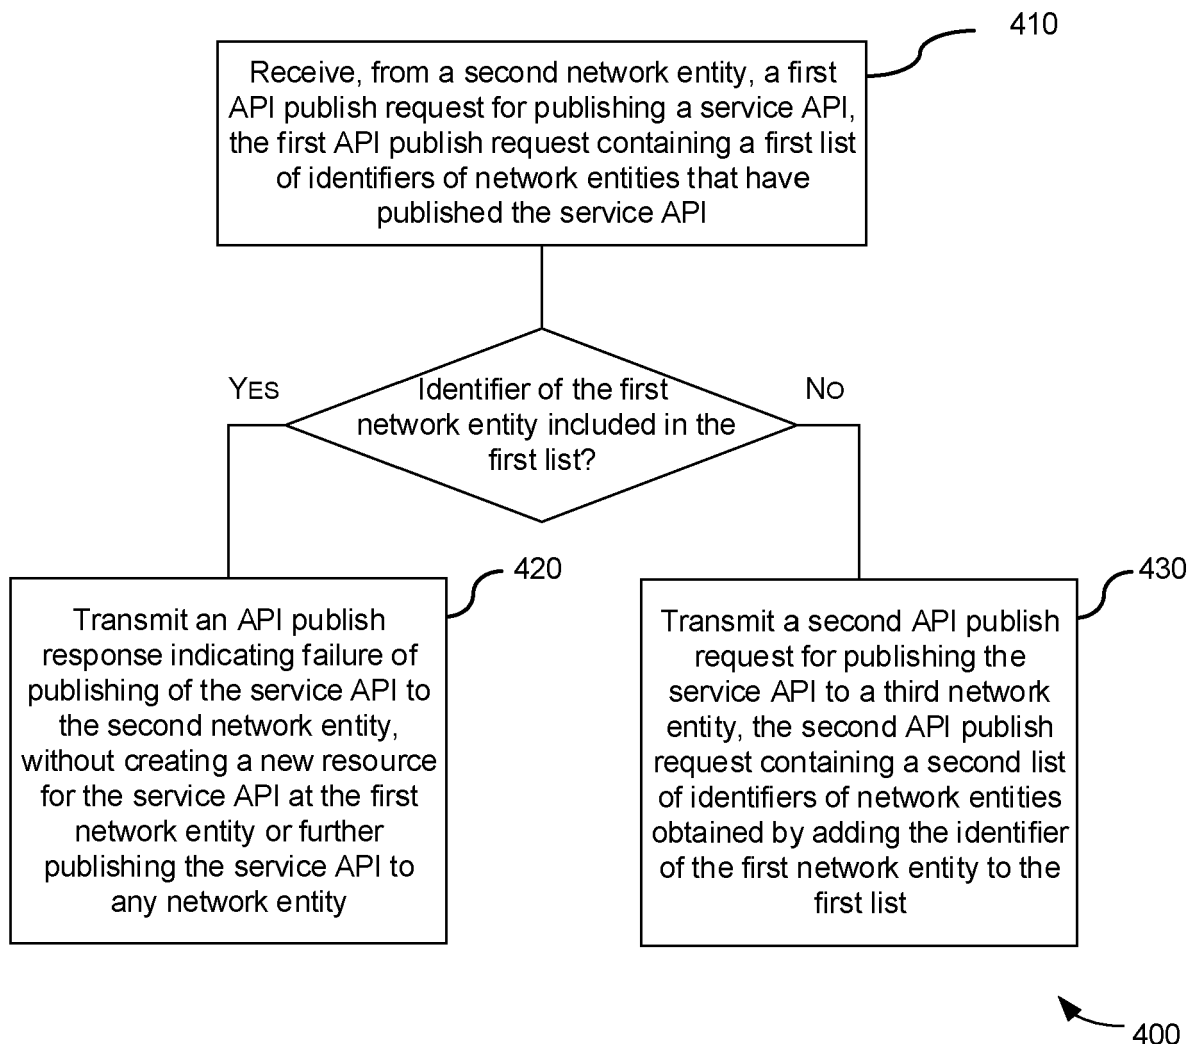 410
Receive, from a second network entity, a first
API publish request for publishing a service API,
the first API publish request containing a first list
of identifiers of network entities that have
published the service API
YES
Identifier of the first
network entity included in the
first list?
NO
420
Transmit an API publish
response indicating failure of
publishing of the service API to
the second network entity,
without creating a new resource
for the service API at the first
network entity or further
publishing the service API to
any network entity
430
Transmit a second API publish
request for publishing the
service API to a third network
entity, the second API publish
request containing a second list
of identifiers of network entities
obtained by adding the identifier
of the first network entity to the
first list
400